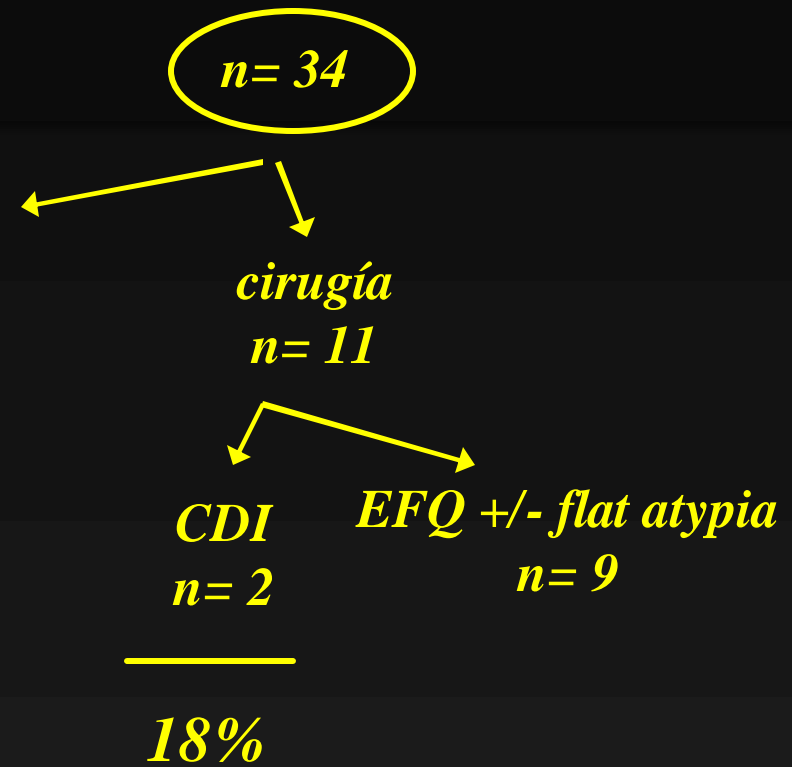 n= 34
cirugía
n= 11
CDI
n= 2
EFQ +/- flat atypia
n= 9
18%